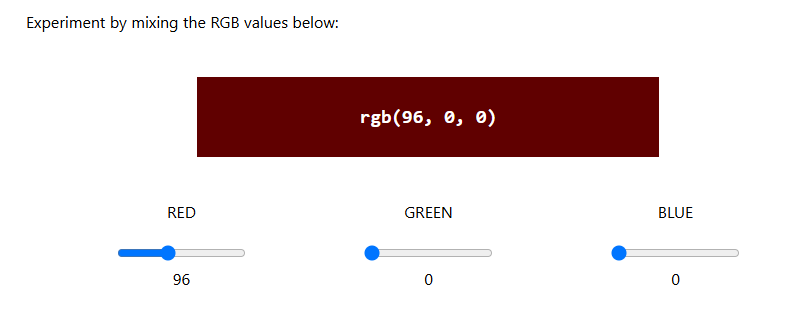 Experiment by mixing the RGB values below:
rgb(96, 0, 0)
RED GREEN BLUE
96 0 0